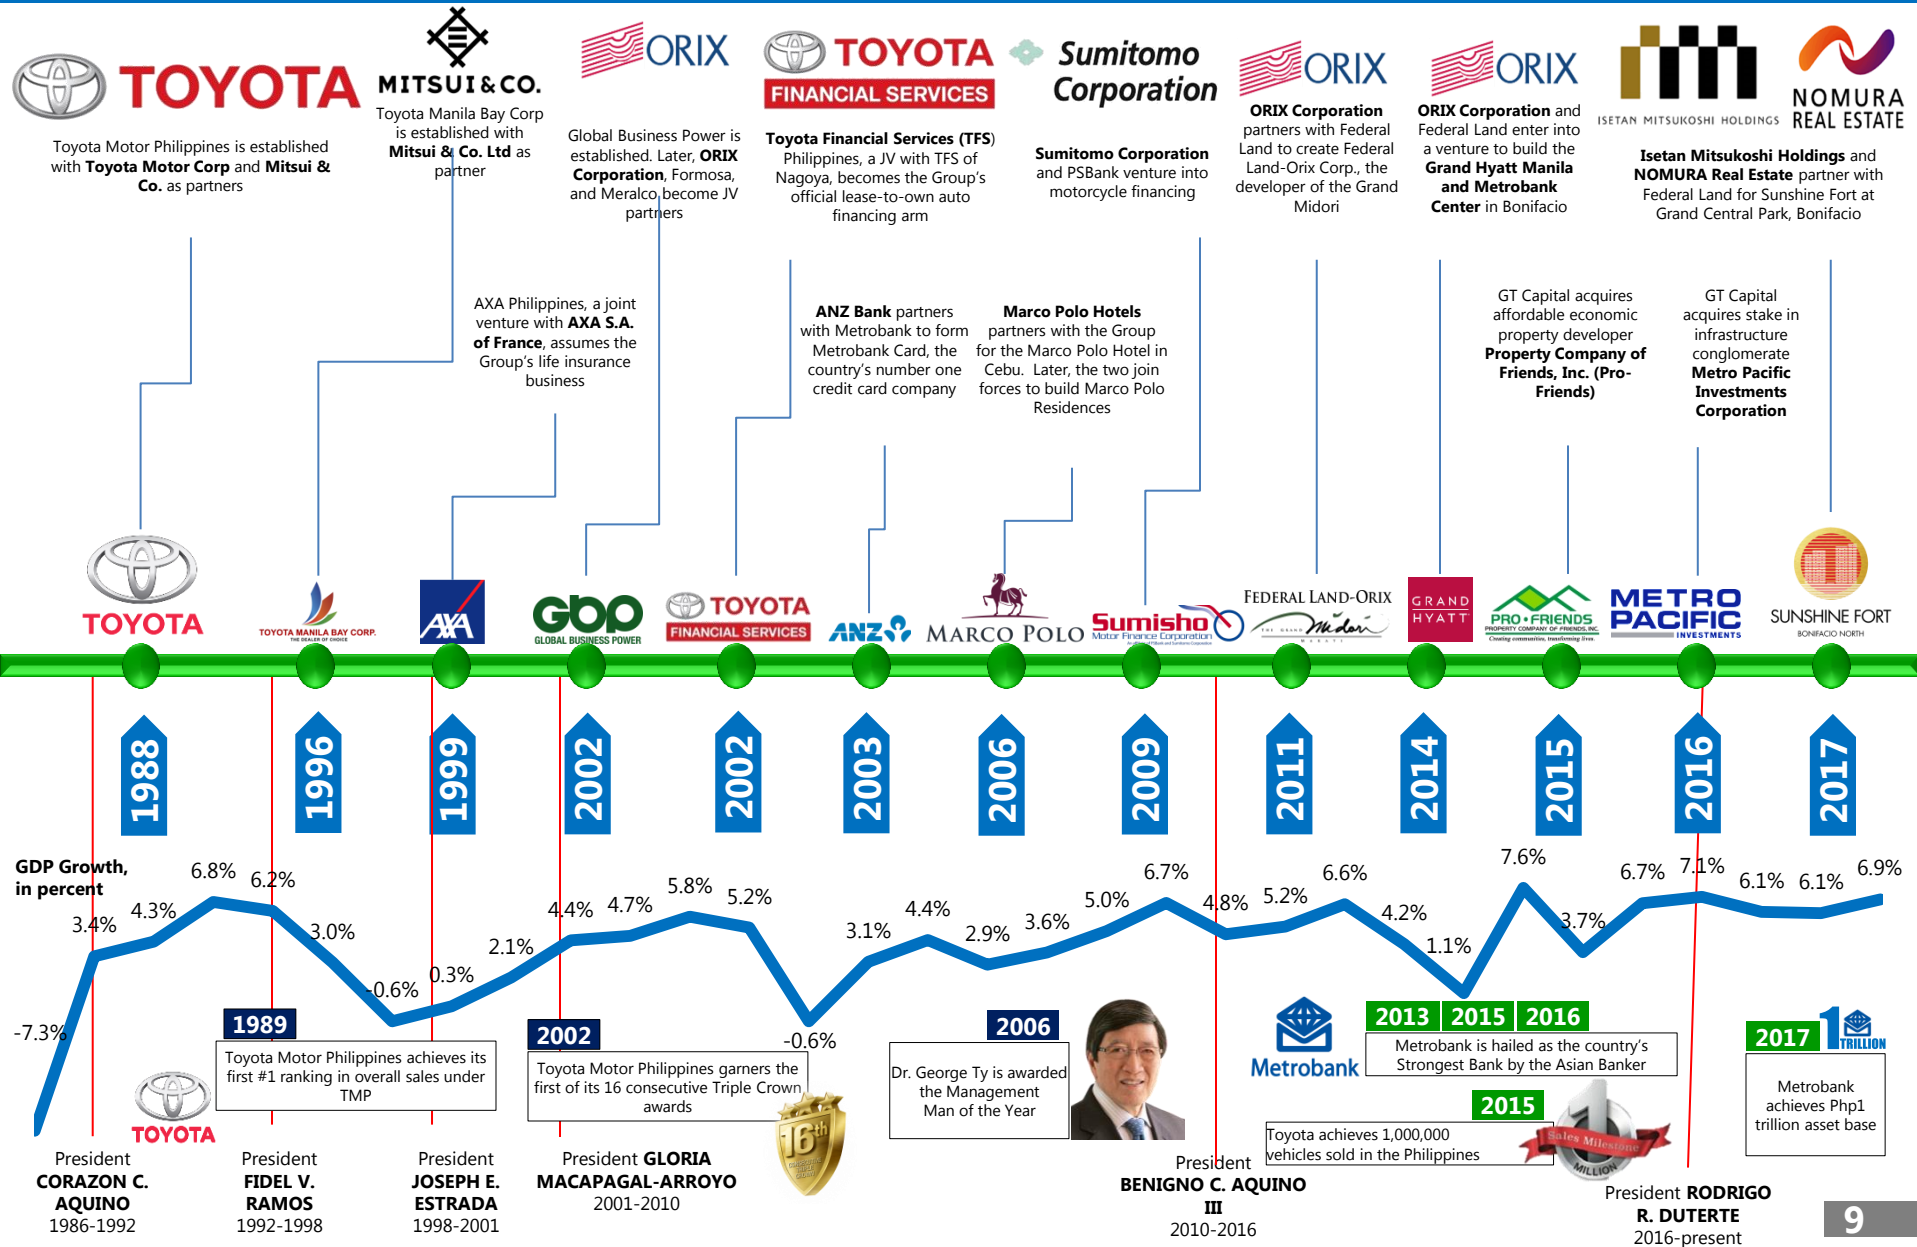 TOYOTA
Toyota Motor Philippines is established
with Toyota Motor Corp and Mitsui &
Co. as partners
MITSUI & CO.
Toyota Manila Bay Corp
is established with
Mitsui & Co. Ltd as
partner
ORIX
Global Business Power is
established. Later, ORIX
Corporation, Formosa,
and Meralco become JV
partners
TOYOTA
FINANCIAL SERVICES
Toyota Financial Services (TFS)
Philippines, a JV with TFS of
Nagoya, becomes the Group's
official lease-to-own auto
financing arm
Sumitomo
Corporation
Sumitomo Corporation
and PSBank venture into
motorcycle financing
ORIX
ORIX Corporation
partners with Federal
Land to create Federal
Land-Orix Corp., the
developer of the Grand
Midori
ORIX
ORIX Corporation and
Federal Land enter into
a venture to build the
Grand Hyatt Manila
and Metrobank
Center in Bonifacio
ISETAN MITSUKOSHI HOLDINGS
NOMURA
REAL ESTATE
Isetan Mitsukoshi Holdings and
NOMURA Real Estate partner with
Federal Land for Sunshine Fort at
Grand Central Park, Bonifacio
AXA Philippines, a joint
venture with AXA S.A.
of France, assumes the
Group's life insurance
business
ANZ Bank partners
with Metrobank to form
Metrobank Card, the
country's number one
credit card company
Marco Polo Hotels
partners with the Group
for the Marco Polo Hotel in
Cebu. Later, the two join
forces to build Marco Polo
Residences
GT Capital acquires
affordable economic
property developer
Property Company of
Friends, Inc. (Pro-
Friends)
GT Capital
acquires stake in
infrastructure
conglomerate
Metro Pacific
Investments
Corporation
TOYOTA
TOYOTA MANILA BAY CORP.
THE DEALER OF CHOICE
AXA
GBP
GLOBAL BUSINESS POWER
TOYOTA
FINANCIAL SERVICES
ANZ
MARCO POLO
Sumisho
Motor Finance Corporation
FEDERAL LAND-ORIX
THE GRAND Midori
MAKATI
GRAND
HYATT
PRO•FRIENDS
PROPERTY COMPANY OF FRIENDS, INC.
Creating communities, transforming lives.
METRO
PACIFIC
INVESTMENTS
SUNSHINE FORT
BONIFACIO NORTH
1988
1996
1999
2002
2002
2003
2006
2009
2011
2014
2015
2016
2017
GDP Growth,
in percent
-7.3%
3.4%
4.3%
6.8%
6.2%
3.0%
-0.6%
0.3%
2.1%
4.4%
4.7%
5.8%
5.2%
-0.6%
3.1%
4.4%
2.9%
3.6%
5.0%
6.7%
4.8%
5.2%
6.6%
4.2%
1.1%
7.6%
3.7%
6.7%
7.1%
6.1%
6.1%
6.9%
TOYOTA
1989
Toyota Motor Philippines achieves its
first #1 ranking in overall sales under
TMP
2002
Toyota Motor Philippines garners the
first of its 16 consecutive Triple Crown
awards
16th
2006
Dr. George Ty is awarded
the Management
Man of the Year
Metrobank
2013 2015 2016
Metrobank is hailed as the country's
Strongest Bank by the Asian Banker
2015
Toyota achieves 1,000,000
vehicles sold in the Philippines
1
Sales Milestone
MILLION
2017
1 TRILLION
Metrobank
achieves Php1
trillion asset base
President
CORAZON C.
AQUINO
1986-1992
President
FIDEL V.
RAMOS
1992-1998
President
JOSEPH E.
ESTRADA
1998-2001
President GLORIA
MACAPAGAL-ARROYO
2001-2010
President
BENIGNO C. AQUINO
III
2010-2016
President RODRIGO
R. DUTERTE
2016-present
9